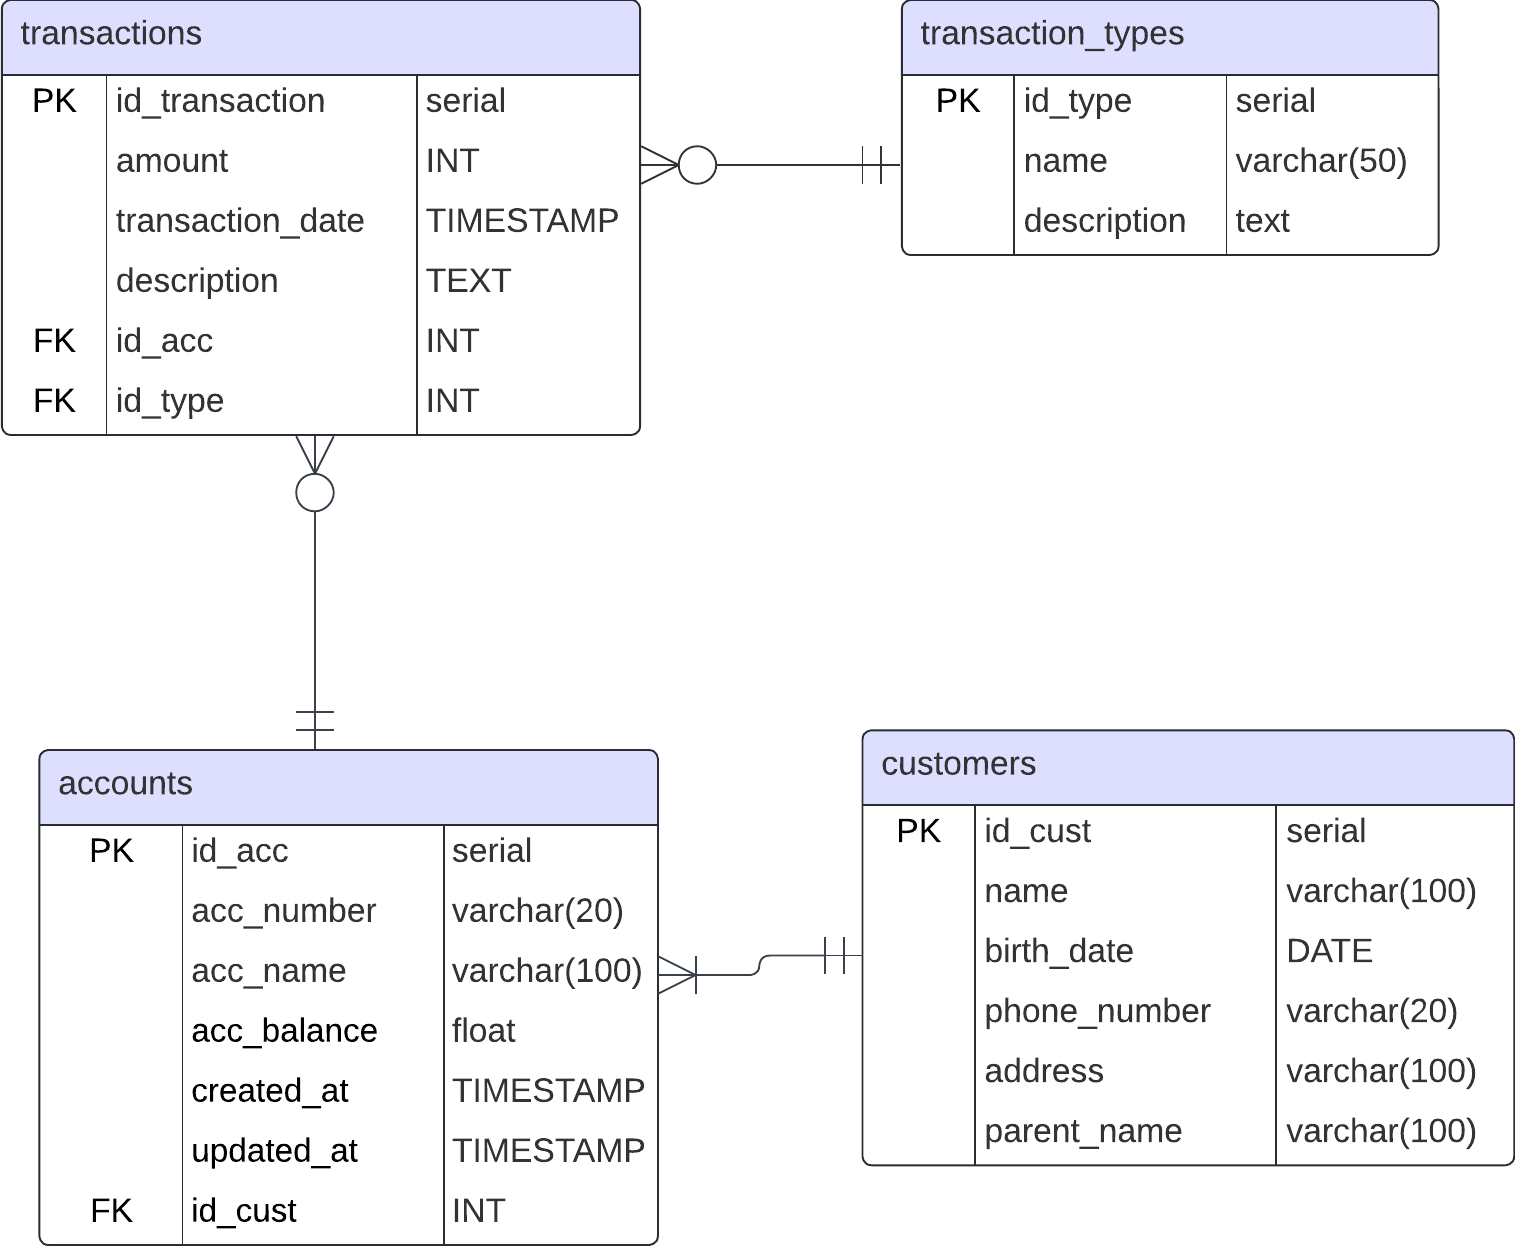 transactions
PK id_transaction serial
amount INT
transaction_date TIMESTAMP
description TEXT
FK id_acc INT
FK id_type INT
transaction_types
PK id_type serial
name varchar(50)
description text
accounts
PK id_acc serial
acc_number varchar(20)
acc_name varchar(100)
acc_balance float
created_at TIMESTAMP
updated_at TIMESTAMP
FK id_cust INT
customers
PK id_cust serial
name varchar(100)
birth_date DATE
phone_number varchar(20)
address varchar(100)
parent_name varchar(100)